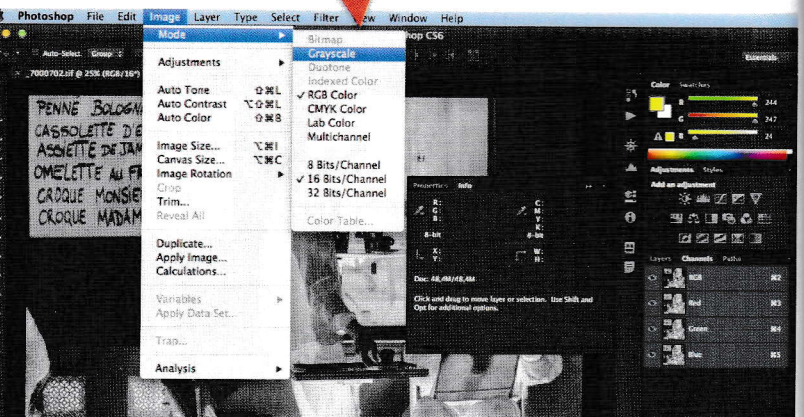 Photoshop File Edit Image Layer Type Select Filter View Window Help
hop CS6
Auto-Select: Group
Essentials
_7000702.tif @ 25% (RGB/16*)
Mode
Adjustments
Auto Tone ⇧⌘L
Auto Contrast ⌥⇧⌘L
Auto Color ⇧⌘B
Image Size... ⌥⌘I
Canvas Size... ⌥⌘C
Image Rotation
Crop
Trim...
Reveal All
Duplicate...
Apply Image...
Calculations...
Variables
Apply Data Set...
Trap...
Analysis
Bitmap
Grayscale
Duotone
Indexed Color
✓ RGB Color
CMYK Color
Lab Color
Multichannel
8 Bits/Channel
✓ 16 Bits/Channel
32 Bits/Channel
Color Table...
PENNE BOLOGN
CASSOLETTE D'E
ASSIETTE DE JAM
OMELETTE AU FR
CROQUE MONSIE
CROQUE MADAM
Properties Info
R: C:
G: M:
B: Y:
K:
8-bit 8-bit
X: W:
Y: H:
Doc: 48,4M/48,4M
Click and drag to move layer or selection. Use Shift and
Opt for additional options.
Color Swatches
R 244
G 247
B 24
Adjustments Styles
Add an adjustment
Layers Channels Paths
RGB ⌘2
Red ⌘3
Green ⌘4
Blue ⌘5